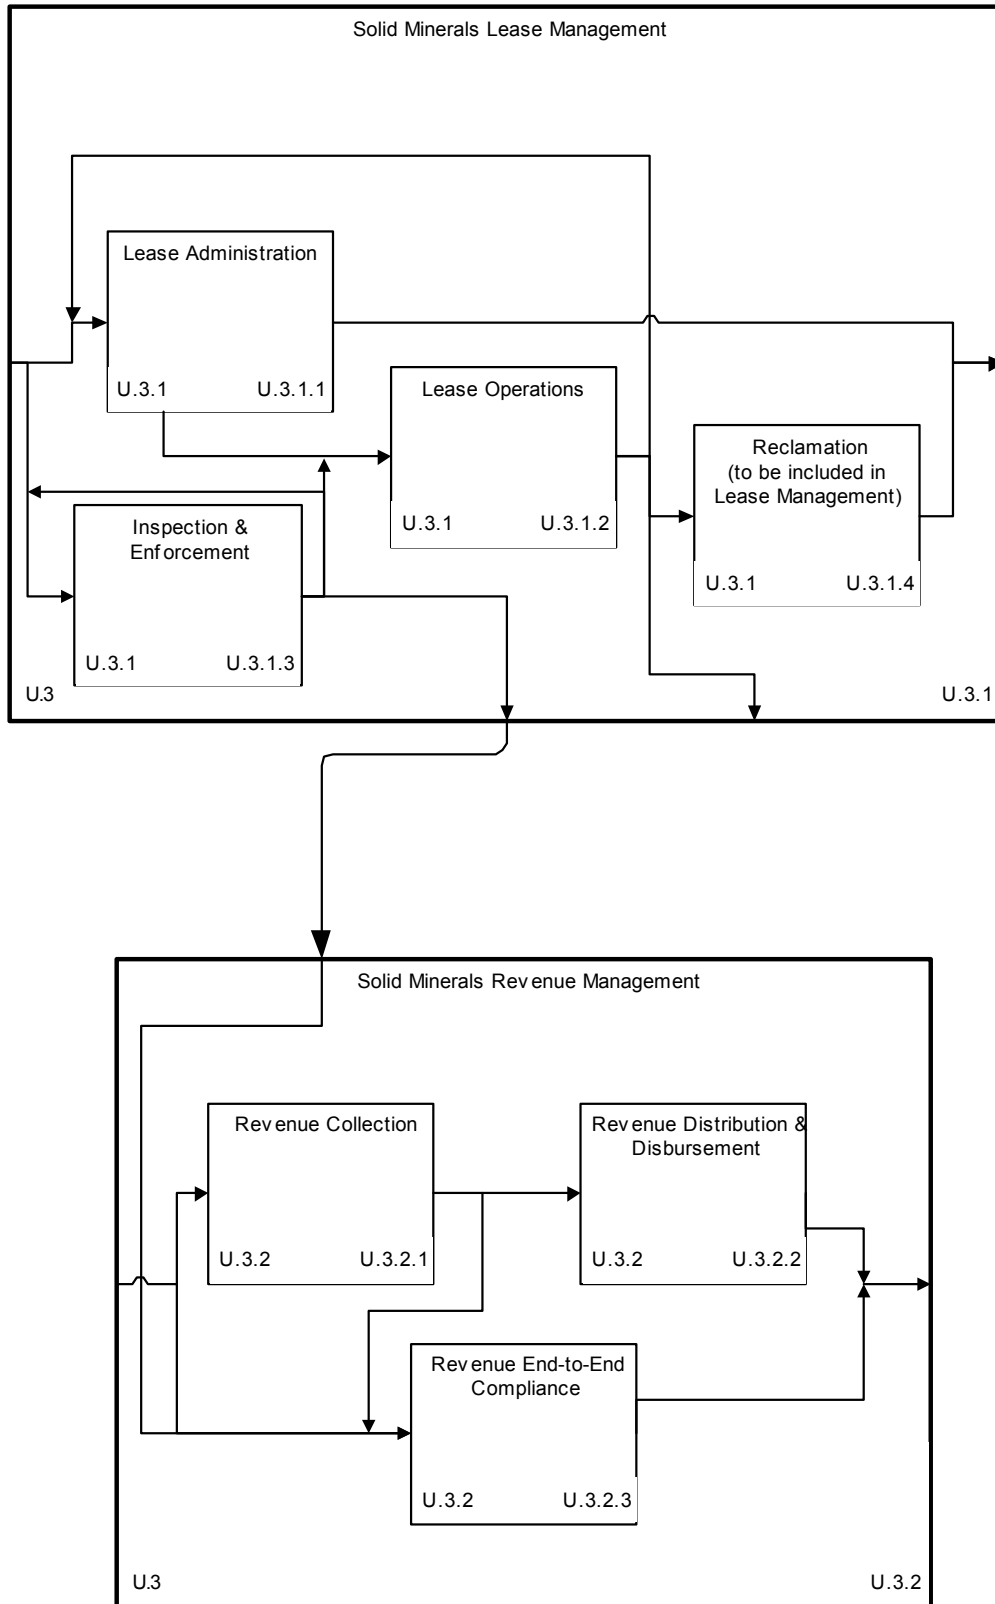 Solid Minerals Lease Management
Lease Administration
U.3.1 U.3.1.1
Lease Operations
U.3.1 U.3.1.2
Reclamation
(to be included in
Lease Management)
U.3.1 U.3.1.4
Inspection &
Enforcement
U.3.1 U.3.1.3
U.3 U.3.1
Solid Minerals Revenue Management
Revenue Collection
U.3.2 U.3.2.1
Revenue Distribution &
Disbursement
U.3.2 U.3.2.2
Revenue End-to-End
Compliance
U.3.2 U.3.2.3
U.3 U.3.2